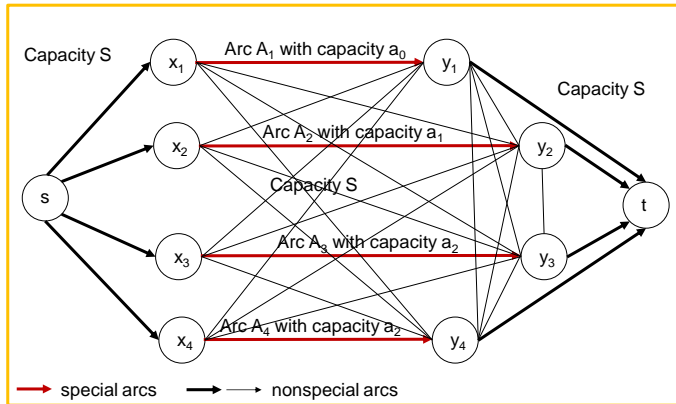 Capacity S
x1
Arc A1 with capacity a0
y1
Capacity S
x2
Arc A2 with capacity a1
y2
Capacity S
s
t
x3
Arc A3 with capacity a2
y3
x4
Arc A4 with capacity a2
y4
special arcs
nonspecial arcs